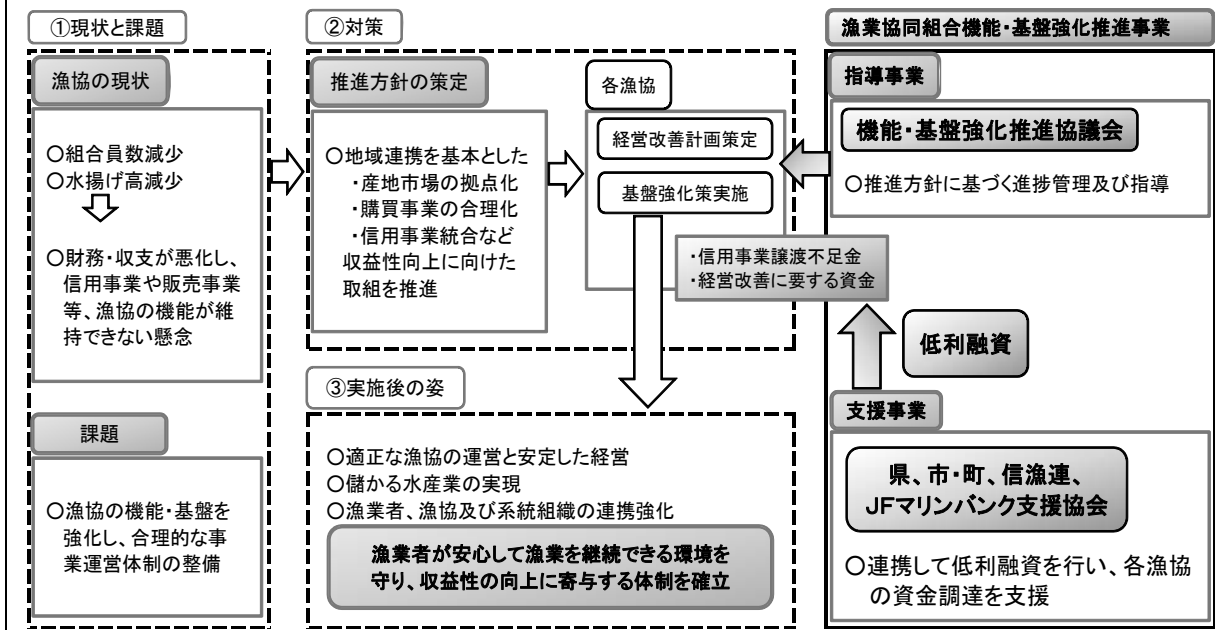 ①現状と課題
漁協の現状
○組合員数減少
○水揚げ高減少
○財務・収支が悪化し、
信用事業や販売事業
等、漁協の機能が維
持できない懸念
課題
○漁協の機能・基盤を
強化し、合理的な事
業運営体制の整備
②対策
推進方針の策定
○地域連携を基本とした
・産地市場の拠点化
・購買事業の合理化
・信用事業統合など
収益性向上に向けた
取組を推進
各漁協
経営改善計画策定
基盤強化策実施
③実施後の姿
○適正な漁協の運営と安定した経営
○儲かる水産業の実現
○漁業者、漁協及び系統組織の連携強化
漁業者が安心して漁業を継続できる環境を
守り、収益性の向上に寄与する体制を確立
漁業協同組合機能・基盤強化推進事業
指導事業
機能・基盤強化推進協議会
○推進方針に基づく進捗管理及び指導
・信用事業譲渡不足金
・経営改善に要する資金
低利融資
支援事業
県、市・町、信漁連、
JFマリンバンク支援協会
○連携して低利融資を行い、各漁協
の資金調達を支援